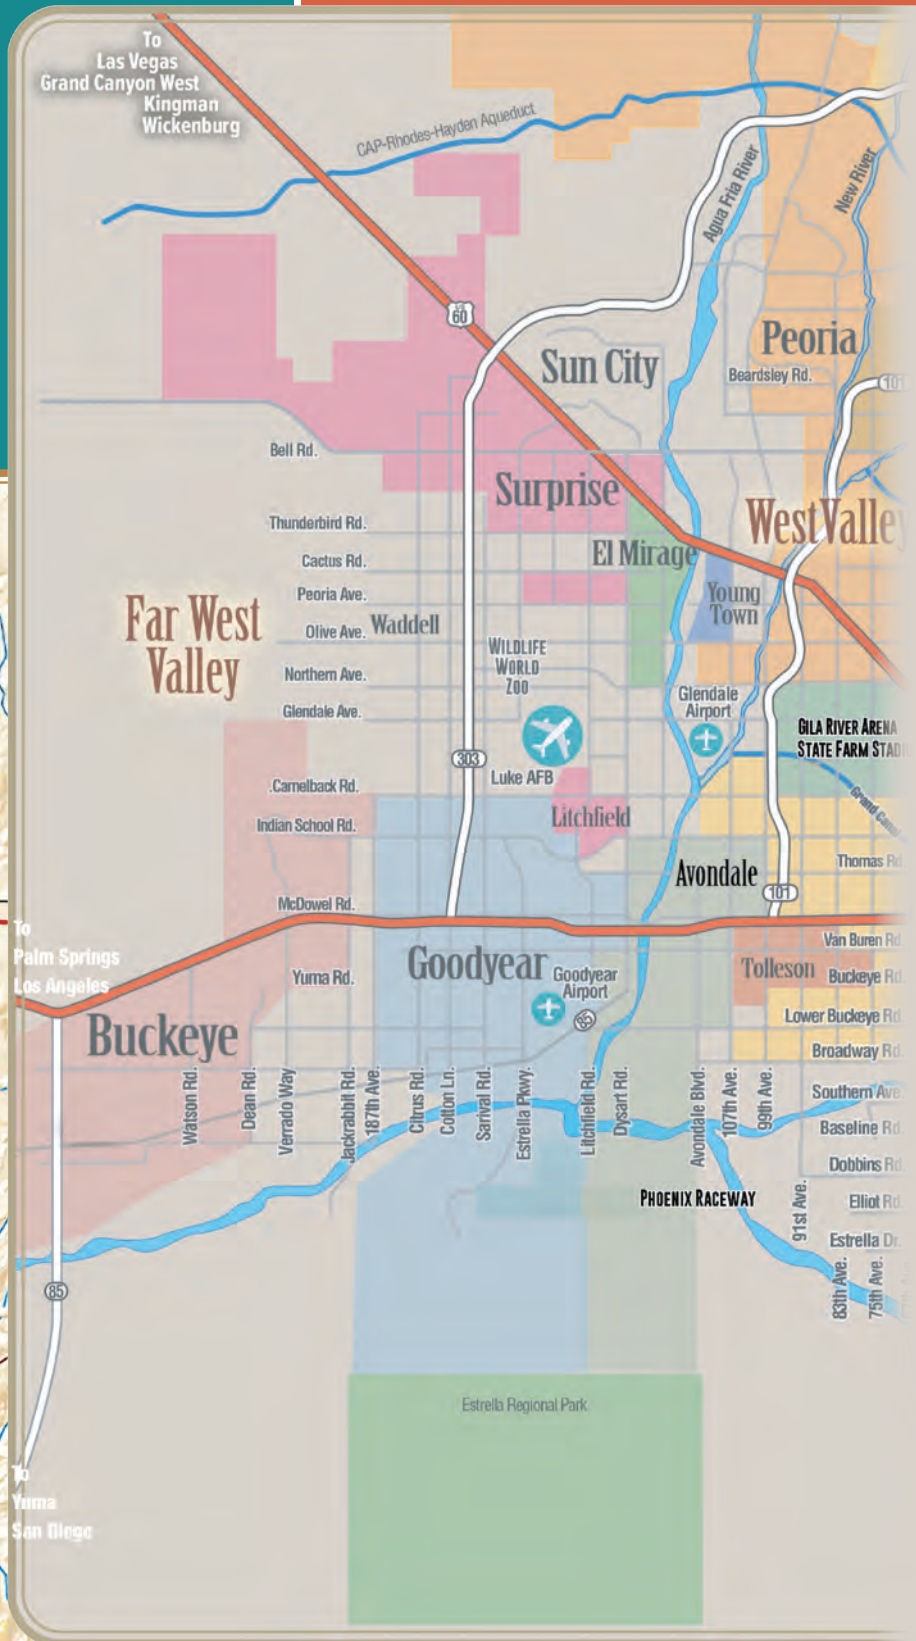 To
Las Vegas
Grand Canyon West
Kingman
Wickenburg
CAP-Rhodes-Hayden Aqueduct
Agua Fria River
New River
US
60
Sun City
Peoria
Beardsley Rd.
101
Bell Rd.
Surprise
West Valley
Thunderbird Rd.
El Mirage
Cactus Rd.
Peoria Ave.
Young
Town
Far West
Valley
Olive Ave.
Waddell
WILDLIFE
WORLD
ZOO
Northern Ave.
Glendale Ave.
Glendale
Airport
GILA RIVER ARENA
STATE FARM STADI
303
Luke AFB
.Camelback Rd.
Grand Canal
Indian School Rd.
Litchfield
Thomas Rd.
Avondale
101
McDowel Rd.
To
Palm Springs
Los Angeles
Van Buren Rd.
Goodyear
Yuma Rd.
Goodyear
Airport
Tolleson
Buckeye Rd.
85
Lower Buckeye Rd.
Buckeye
Broadway Rd.
Watson Rd.
Dean Rd.
Verrado Way
Jackrabbit Rd.
187th Ave.
Citrus Rd.
Cotton Ln.
Sarival Rd.
Estrella Pkwy.
Litchfield Rd.
Dysart Rd.
Avondale Blvd.
107th Ave.
99th Ave.
Southern Ave.
Baseline Rd.
Dobbins Rd.
PHOENIX RACEWAY
91st Ave.
Elliot Rd.
Estrella Dr.
83th Ave.
75th Ave.
85
Estrella Regional Park
To
Yuma
San Diego